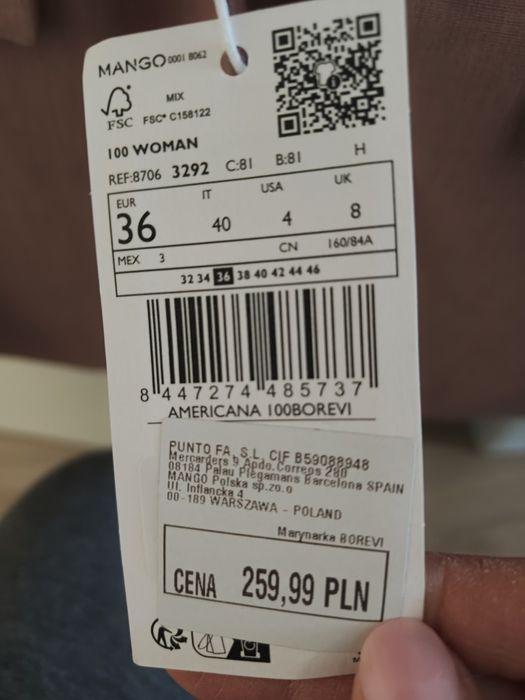 MANGO 0001 8062
MIX
FSC FSC® C158122
100 WOMAN
REF:8706 3292 C:81 B:81 H
EUR IT USA UK
36 40 4 8
MEX 3 CN 160/84A
32 34 36 38 40 42 44 46
8 447274 485737
AMERICANA 100BOREVI
PUNTO FA, S.L. CIF B59088948
Mercarders 9 Apdo.Correos 280
08184 Palau Plegamans Barcelona SPAIN
MANGO Polska sp.zo.o
Ul. Inflancka 4
00-189 WARSZAWA - POLAND
Marynarka BOREVI
CENA 259,99 PLN